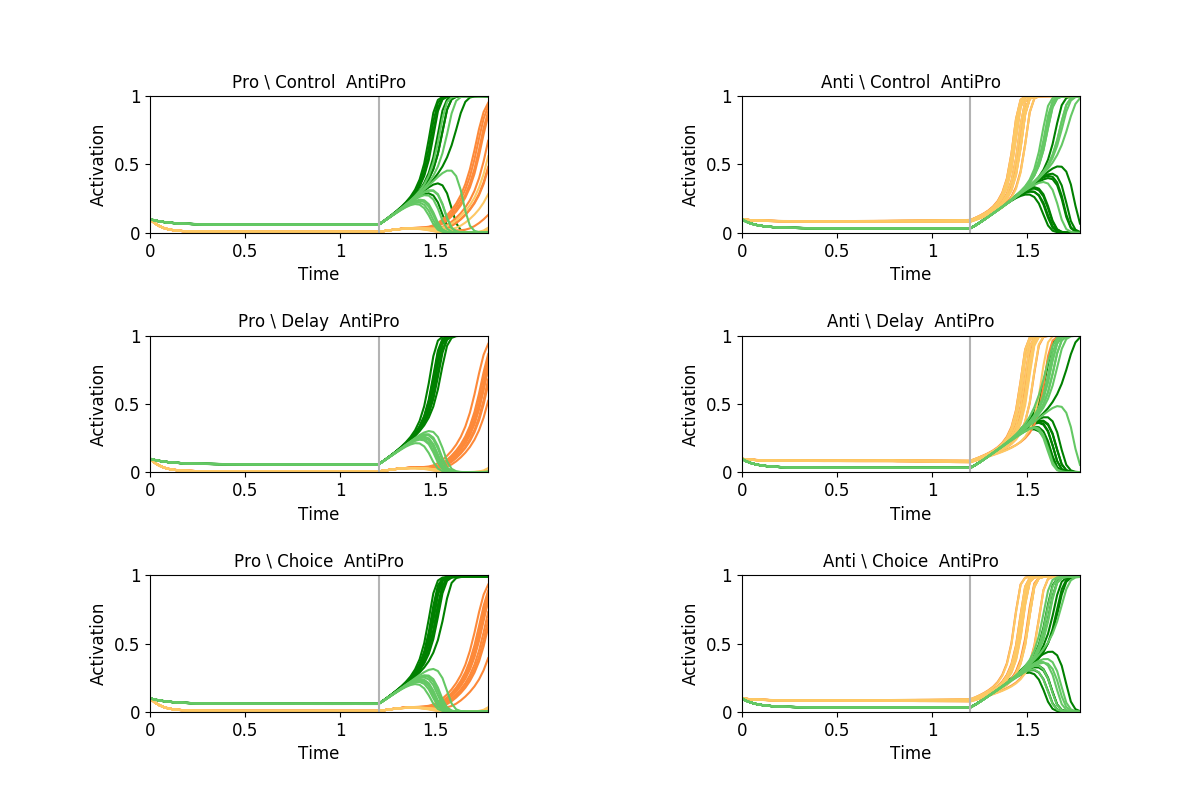 Pro \ Control  AntiPro
Anti \ Control  AntiPro
1
0.5
0
Activation
0
0.5
1
1.5
Time
1
0.5
0
Activation
0
0.5
1
1.5
Time
Pro \ Delay  AntiPro
Anti \ Delay  AntiPro
1
0.5
0
Activation
0
0.5
1
1.5
Time
1
0.5
0
Activation
0
0.5
1
1.5
Time
Pro \ Choice  AntiPro
Anti \ Choice  AntiPro
1
0.5
0
Activation
0
0.5
1
1.5
Time
1
0.5
0
Activation
0
0.5
1
1.5
Time